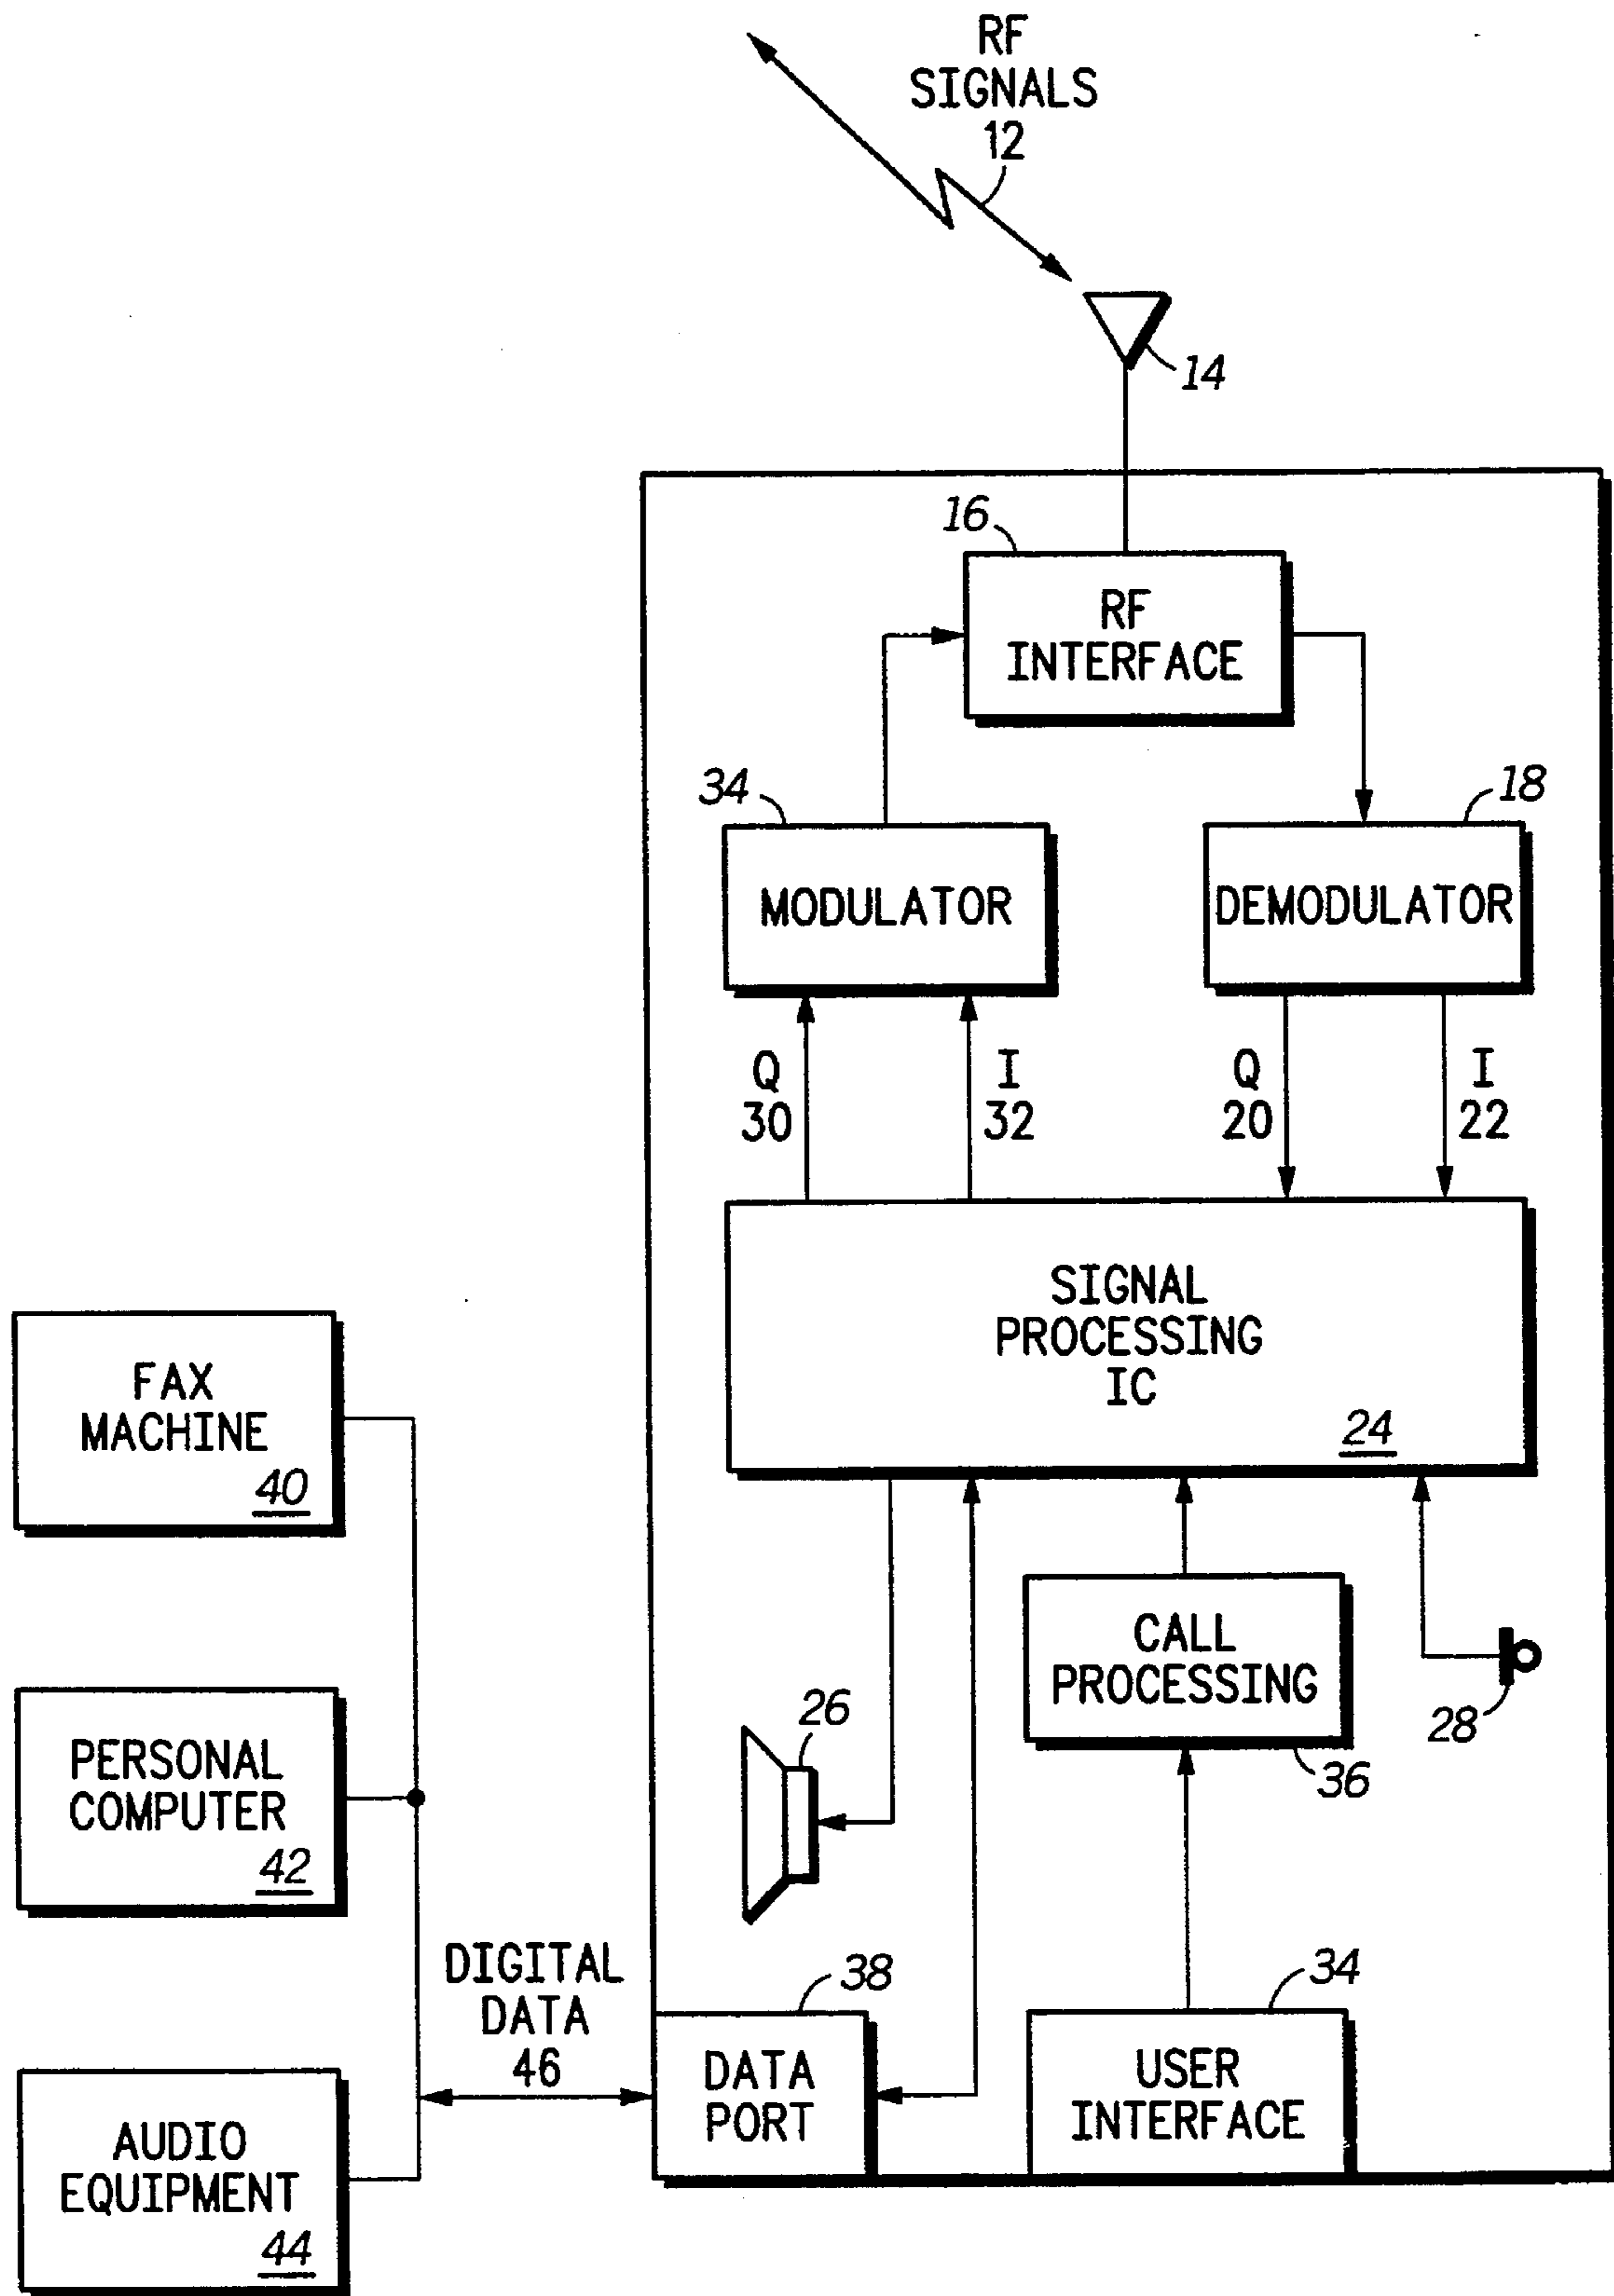 RF
SIGNALS
12
14
16
RF
INTERFACE
34
18
MODULATOR
DEMODULATOR
Q
30
I
32
Q
20
I
22
SIGNAL
PROCESSING
IC
24
FAX
MACHINE
40
CALL
PROCESSING
36
28
26
PERSONAL
COMPUTER
42
DIGITAL
DATA
46
38
DATA
PORT
34
USER
INTERFACE
AUDIO
EQUIPMENT
44